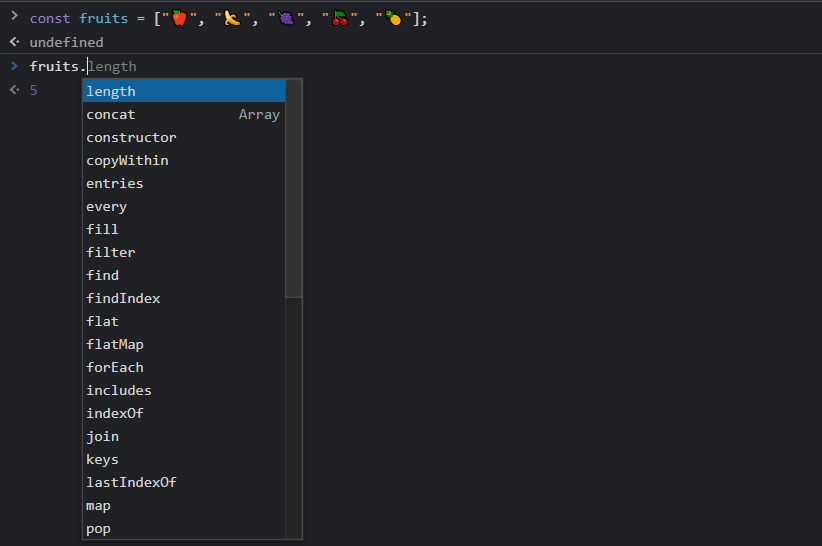 > const fruits = ["🍎", "🍌", "🍇", "🍒", "🍍"];
undefined
> fruits.length
5
length
concat Array
constructor
copyWithin
entries
every
fill
filter
find
findIndex
flat
flatMap
forEach
includes
indexOf
join
keys
lastIndexOf
map
pop